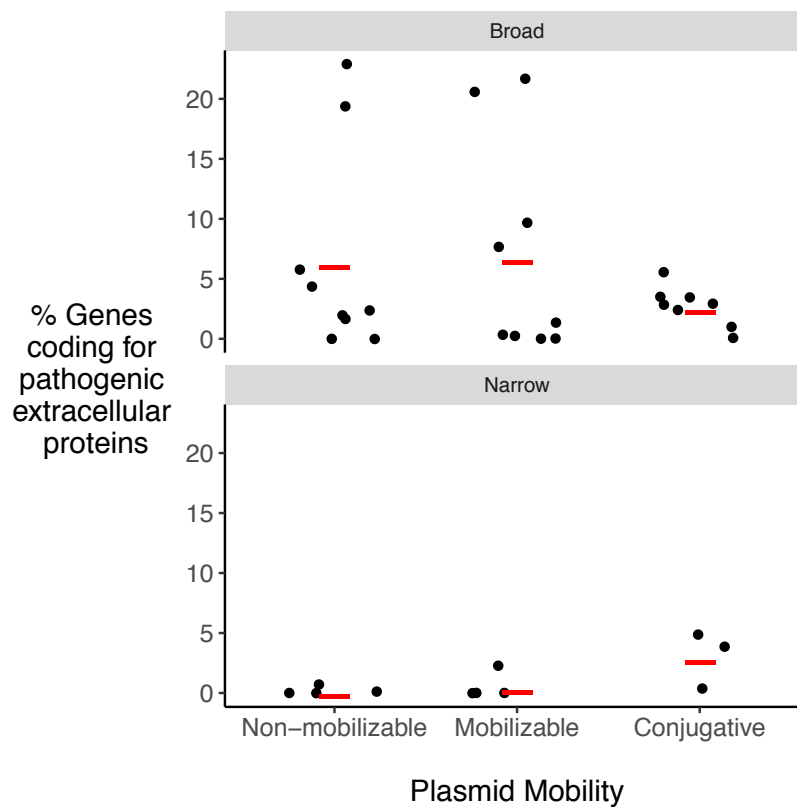 Broad
20
15
10
5
0
% Genes
coding for
pathogenic
extracellular
proteins
Narrow
20
15
10
5
0
Non−mobilizable Mobilizable Conjugative
Plasmid Mobility